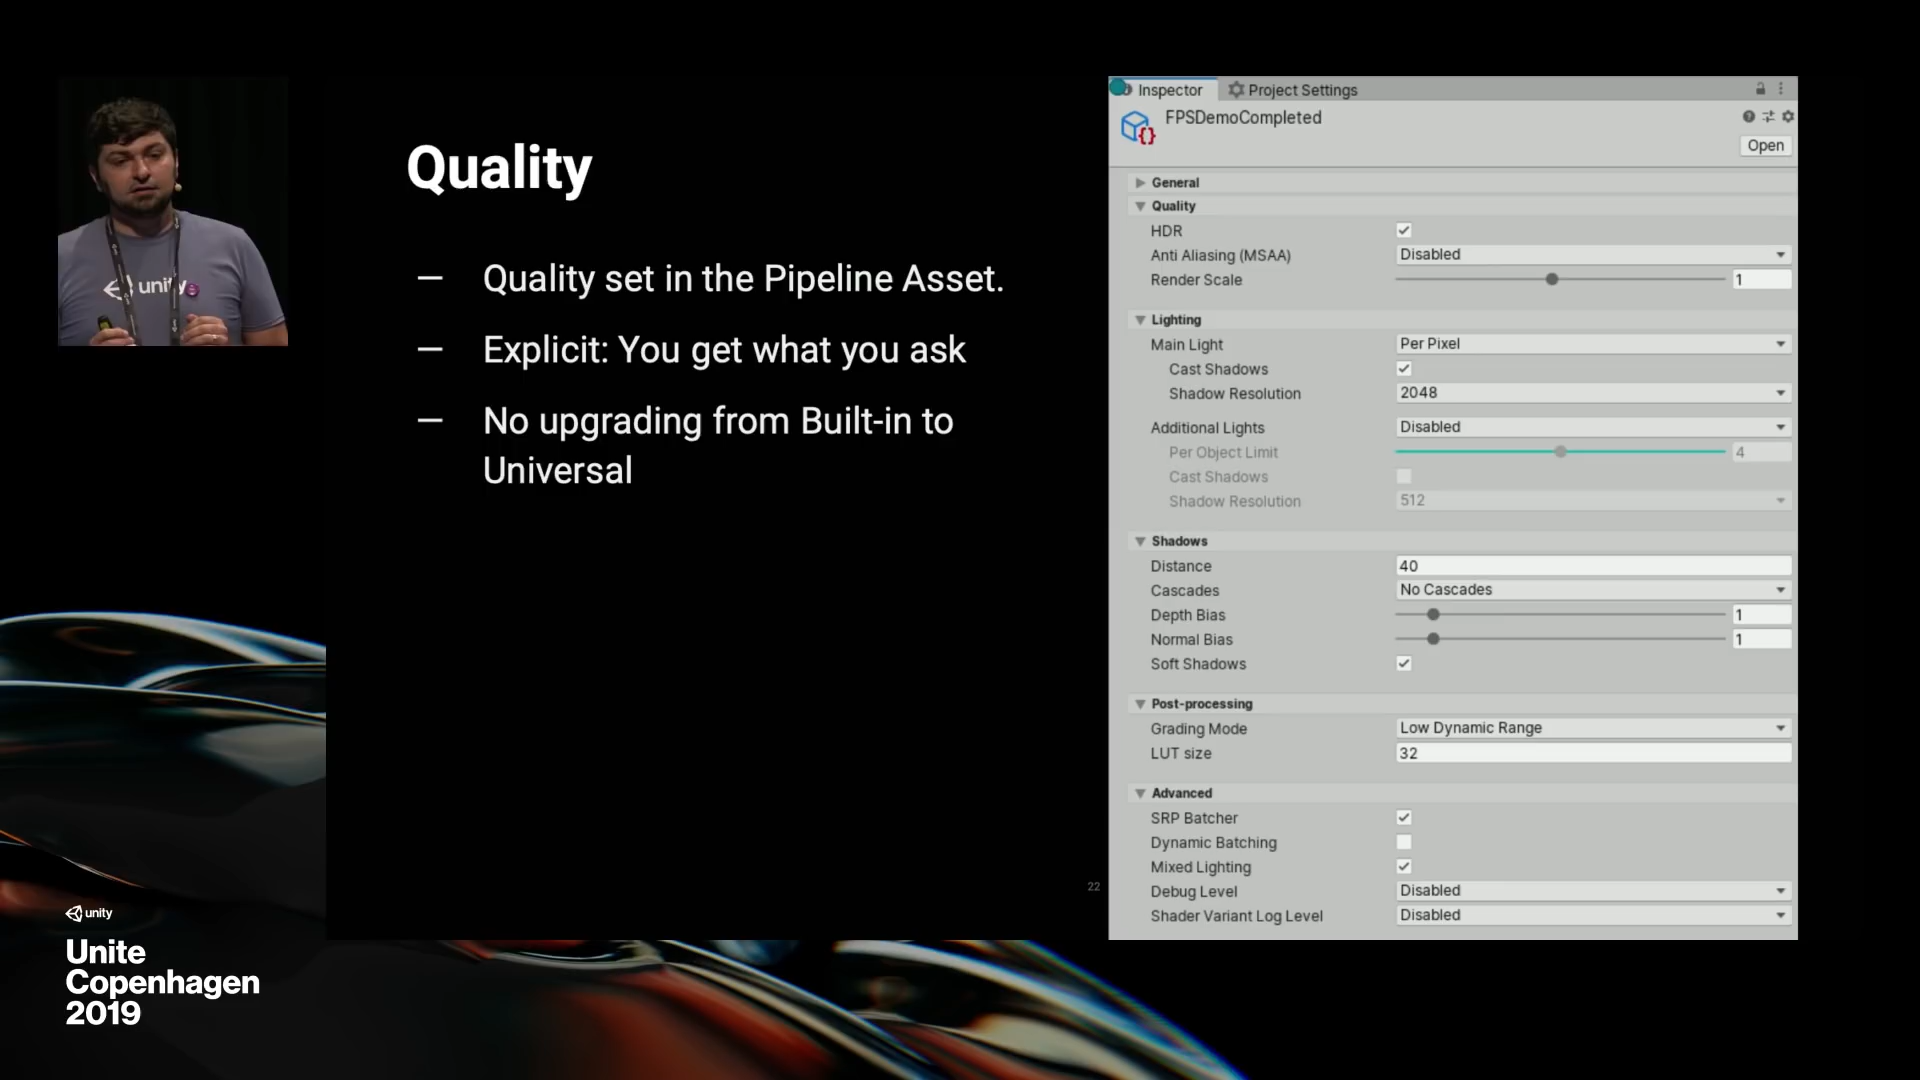 unity
Quality
— Quality set in the Pipeline Asset.
— Explicit: You get what you ask
— No upgrading from Built-in to
Universal
22
Inspector
Project Settings
FPSDemoCompleted
Open
General
Quality
HDR
Anti Aliasing (MSAA) Disabled
Render Scale 1
Lighting
Main Light Per Pixel
Cast Shadows
Shadow Resolution 2048
Additional Lights Disabled
Per Object Limit 4
Cast Shadows
Shadow Resolution 512
Shadows
Distance 40
Cascades No Cascades
Depth Bias 1
Normal Bias 1
Soft Shadows
Post-processing
Grading Mode Low Dynamic Range
LUT size 32
Advanced
SRP Batcher
Dynamic Batching
Mixed Lighting
Debug Level Disabled
Shader Variant Log Level Disabled
unity
Unite
Copenhagen
2019